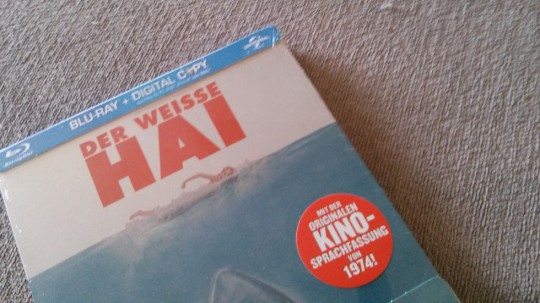 BLU-RAY + DIGITAL COPY
DER WEISSE
HAI
MIT DER
ORIGINALEN
KINO-
SPRACHFASSUNG
VON
1974!